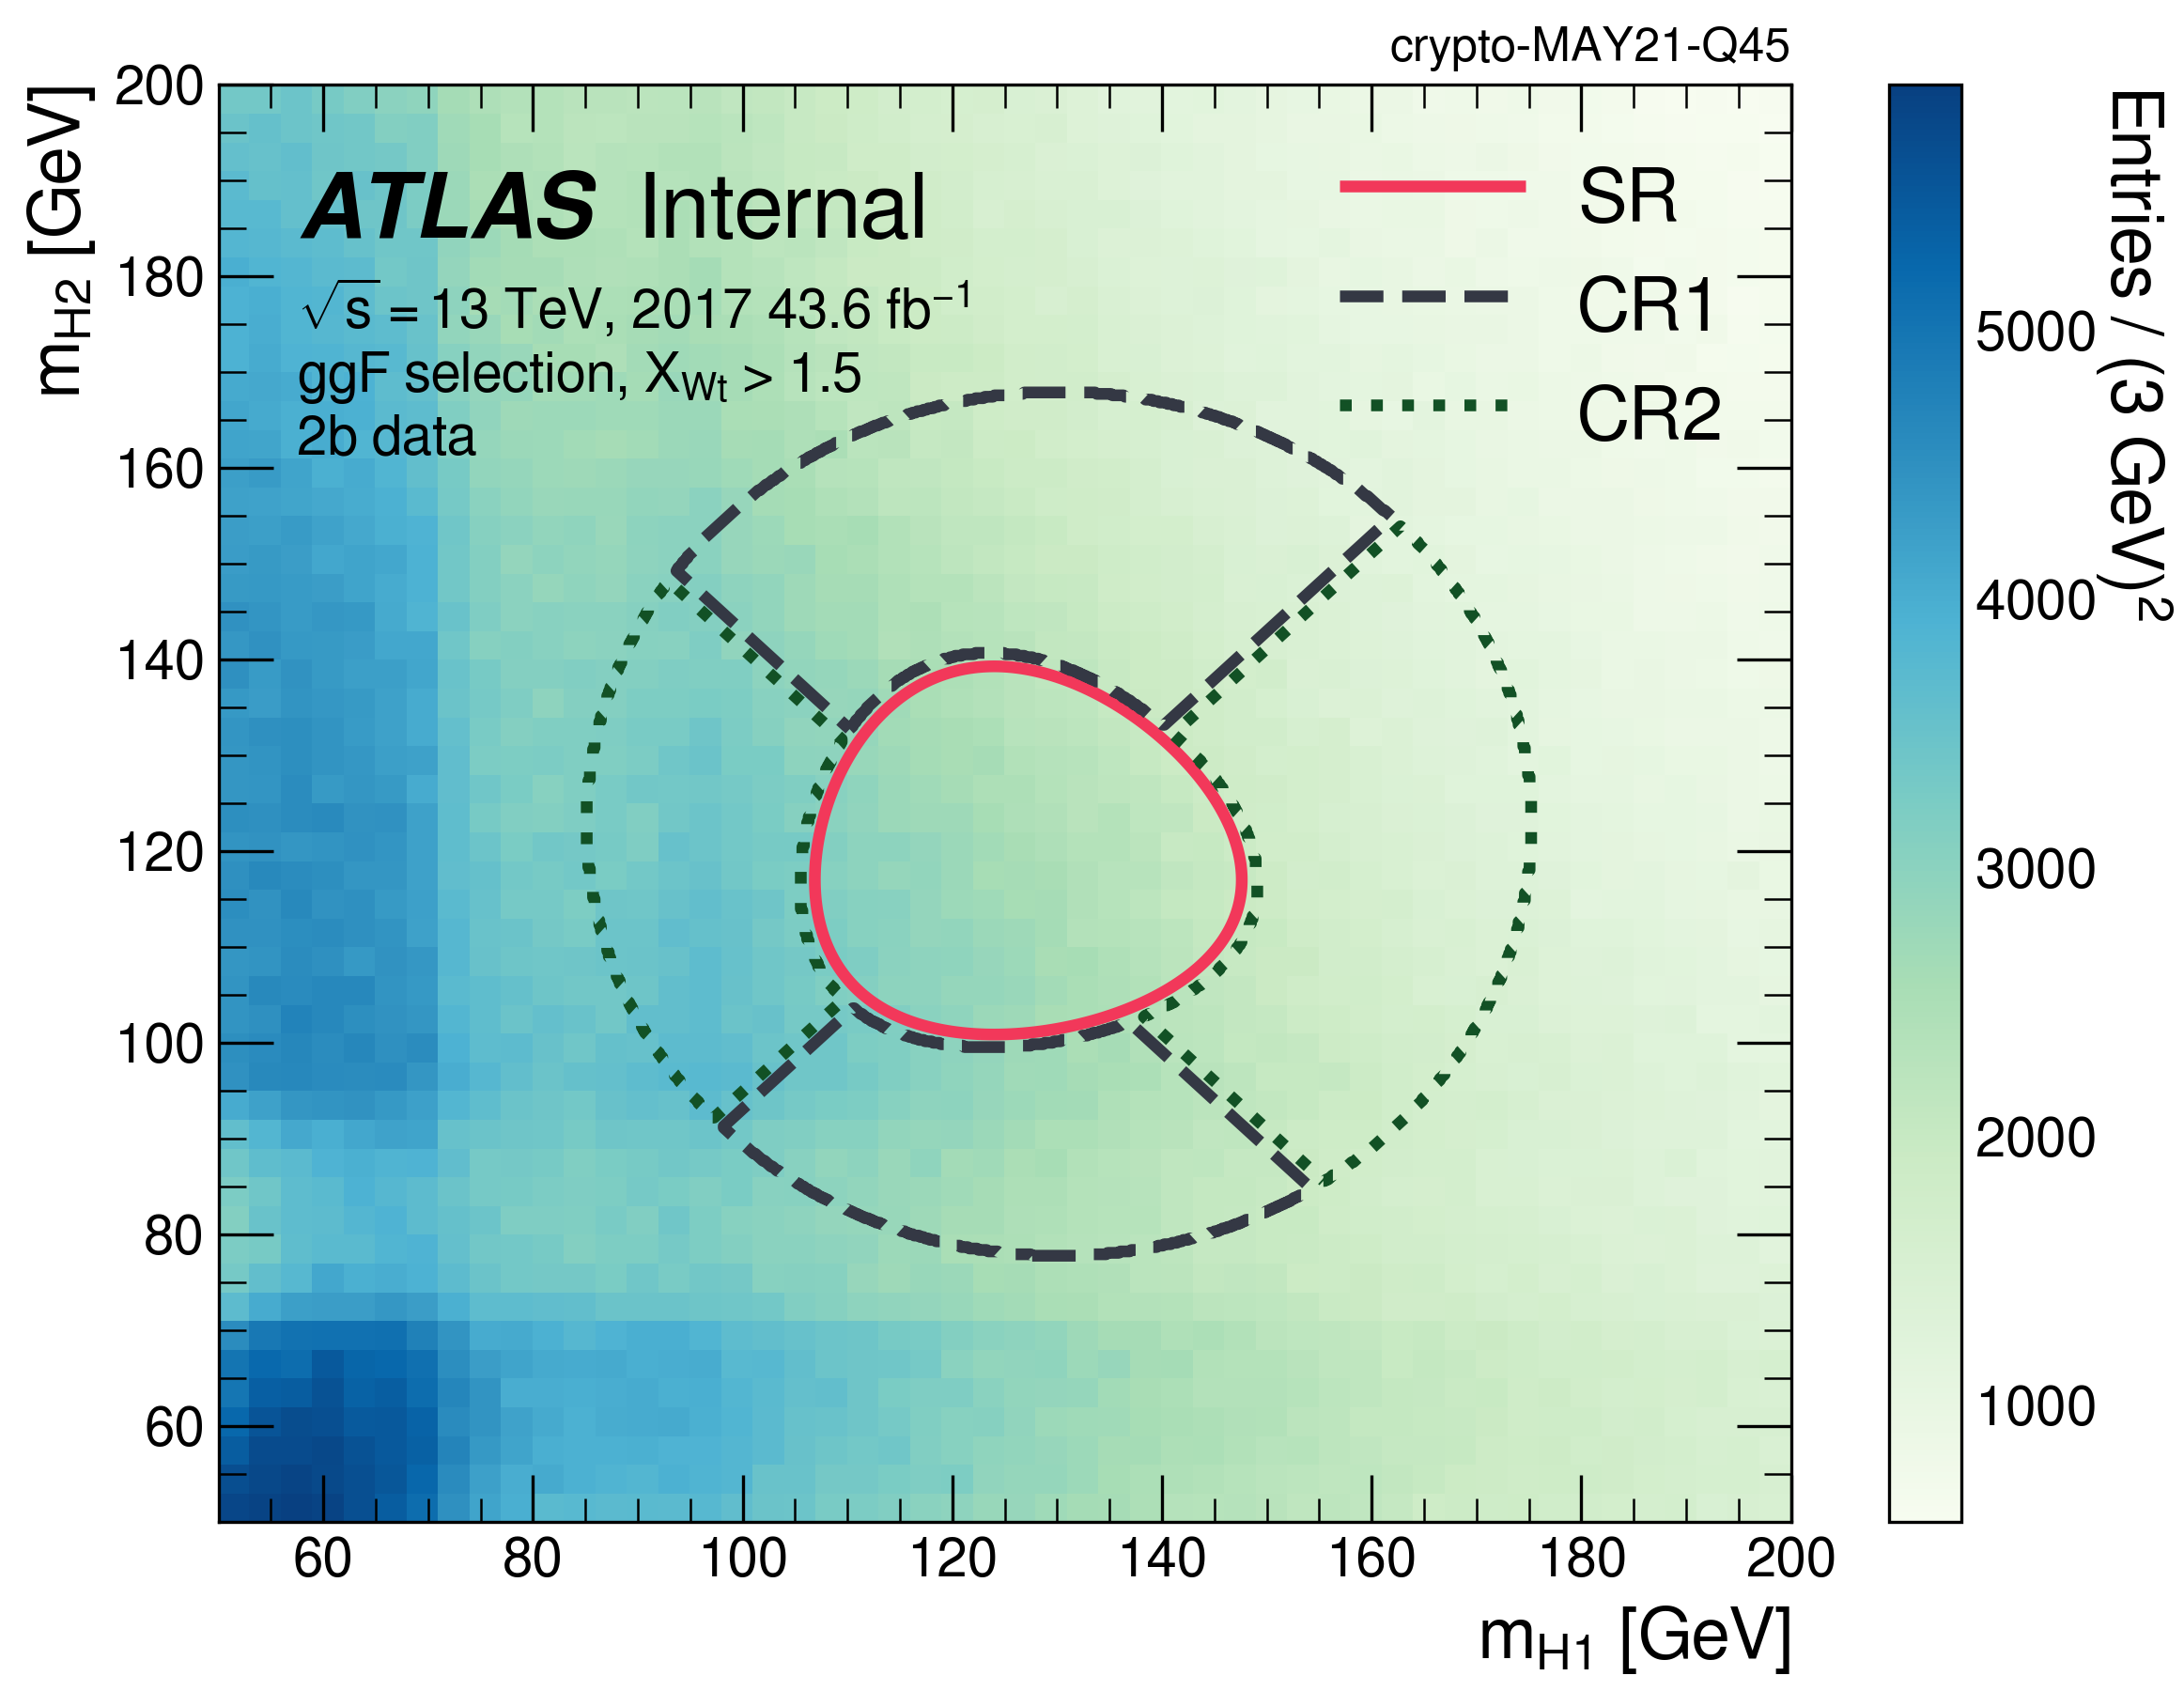 crypto-MAY21-Q45
ATLAS Internal
√s = 13 TeV, 2017 43.6 fb⁻¹
ggF selection, X_Wt > 1.5
2b data
SR
CR1
CR2
m_H2 [GeV]
200
180
160
140
120
100
80
60
60 80 100 120 140 160 180 200
m_H1 [GeV]
Entries / (3 GeV)²
5000
4000
3000
2000
1000